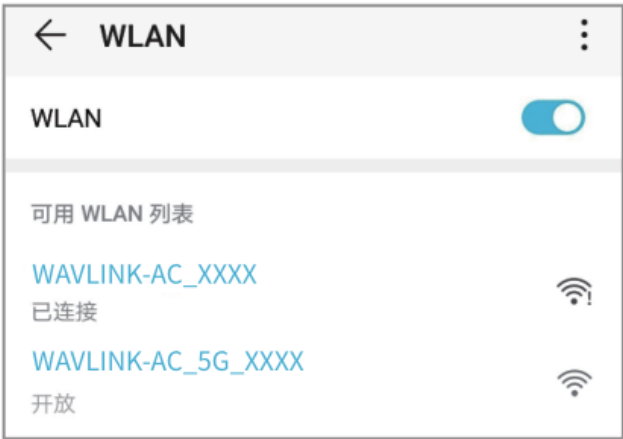 WLAN
WLAN
可用 WLAN 列表
WAVLINK-AC_XXXX
已连接
WAVLINK-AC_5G_XXXX
开放